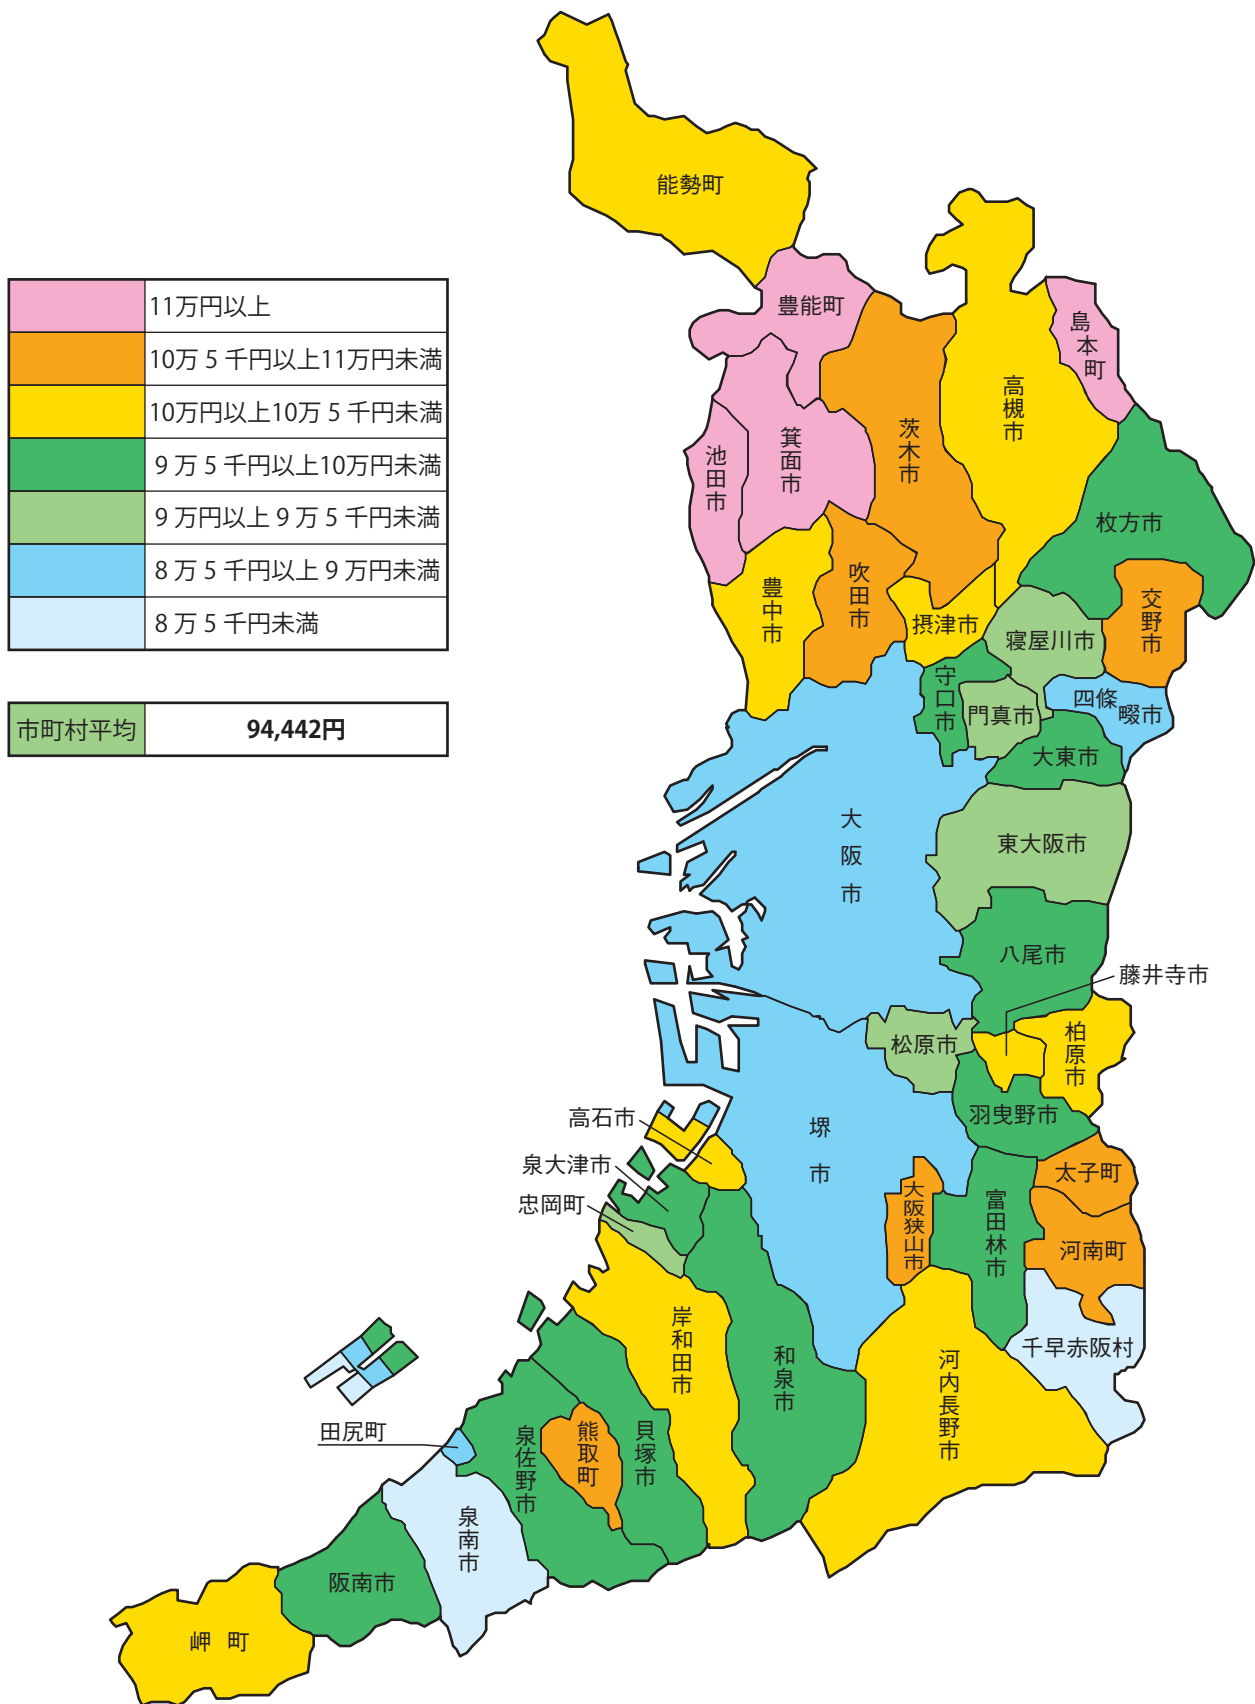 11万円以上
10万5千円以上11万円未満
10万円以上10万5千円未満
9万5千円以上10万円未満
9万円以上9万5千円未満
8万5千円以上9万円未満
8万5千円未満
市町村平均 94,442円
能勢町
豊能町
島本町
高槻市
茨木市
箕面市
池田市
枚方市
豊中市
吹田市
摂津市
交野市
寝屋川市
守口市
門真市
四條畷市
大東市
大阪市
東大阪市
八尾市
藤井寺市
松原市
柏原市
羽曳野市
高石市
堺市
泉大津市
忠岡町
太子町
大阪狭山市
富田林市
河南町
千早赤阪村
岸和田市
和泉市
河内長野市
田尻町
泉佐野市
熊取町
貝塚市
泉南市
阪南市
岬町